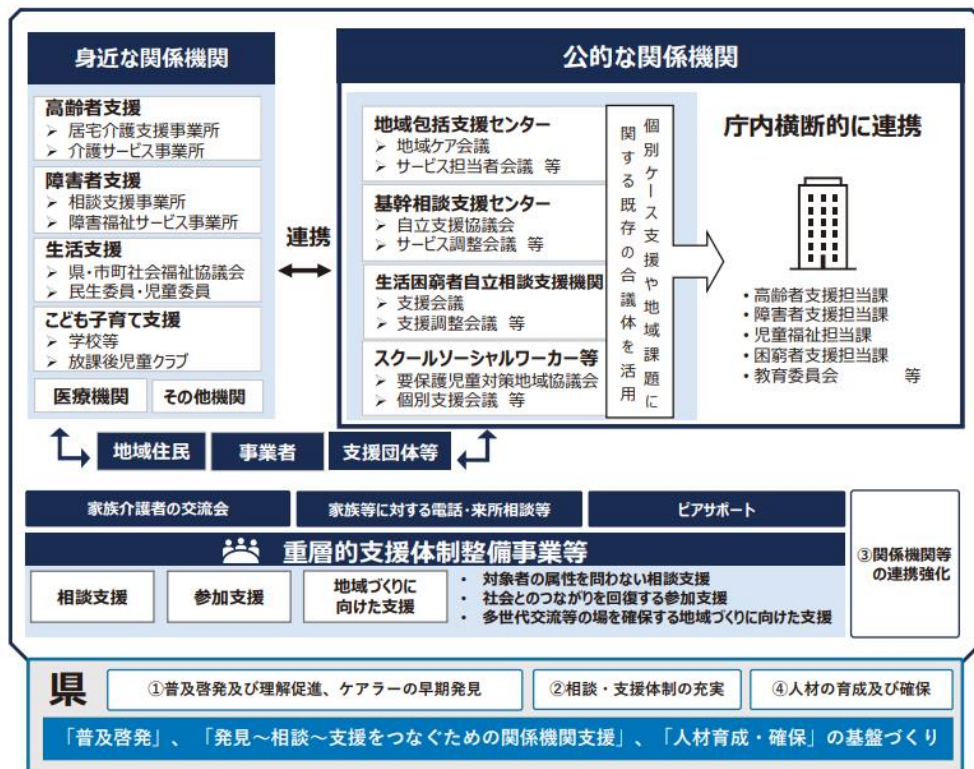 身近な関係機関
高齢者支援
➢ 居宅介護支援事業所
➢ 介護サービス事業所
障害者支援
➢ 相談支援事業所
➢ 障害福祉サービス事業所
生活支援
➢ 県・市町社会福祉協議会
➢ 民生委員・児童委員
こども子育て支援
➢ 学校等
➢ 放課後児童クラブ
医療機関
その他機関
連携
公的な関係機関
地域包括支援センター
➢ 地域ケア会議
➢ サービス担当者会議 等
基幹相談支援センター
➢ 自立支援協議会
➢ サービス調整会議 等
生活困窮者自立相談支援機関
➢ 支援会議
➢ 支援調整会議 等
スクールソーシャルワーカー等
➢ 要保護児童対策地域協議会
➢ 個別支援会議 等
個別ケース支援や地域課題に
関する既存の合議体を活用
庁内横断的に連携
・高齢者支援担当課
・障害者支援担当課
・児童福祉担当課
・困窮者支援担当課
・教育委員会 等
地域住民
事業者
支援団体等
家族介護者の交流会
家族等に対する電話・来所相談等
ピアサポート
重層的支援体制整備事業等
相談支援
参加支援
地域づくりに
向けた支援
・ 対象者の属性を問わない相談支援
・ 社会とのつながりを回復する参加支援
・ 多世代交流等の場を確保する地域づくりに向けた支援
③関係機関等
の連携強化
県
①普及啓発及び理解促進、ケアラーの早期発見
②相談・支援体制の充実
④人材の育成及び確保
「普及啓発」、「発見～相談～支援をつなぐための関係機関支援」、「人材育成・確保」の基盤づくり